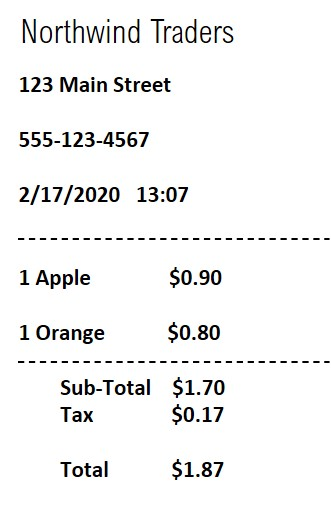 Northwind Traders
123 Main Street
555-123-4567
2/17/2020 13:07
1 Apple $0.90
1 Orange $0.80
Sub-Total $1.70
Tax $0.17
Total $1.87